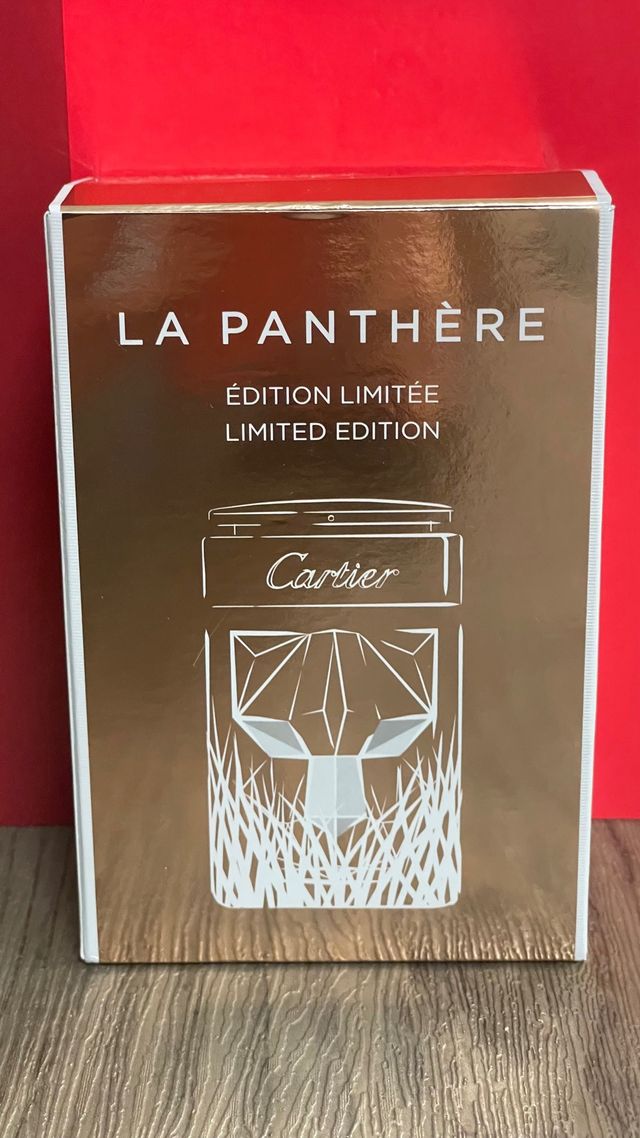 LA PANTHÈRE
ÉDITION LIMITÉE
LIMITED EDITION
Cartier